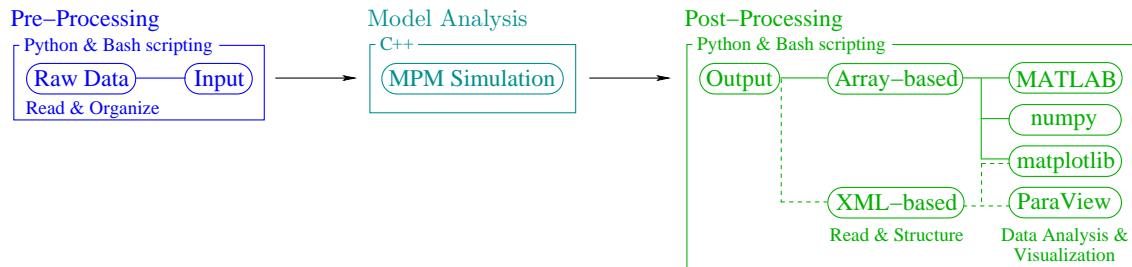 Pre–Processing
Python & Bash scripting
Raw Data
Input
Read & Organize
Model Analysis
C++
MPM Simulation
Post–Processing
Python & Bash scripting
Output
Array–based
MATLAB
numpy
matplotlib
XML–based
ParaView
Read & Structure
Data Analysis &
Visualization